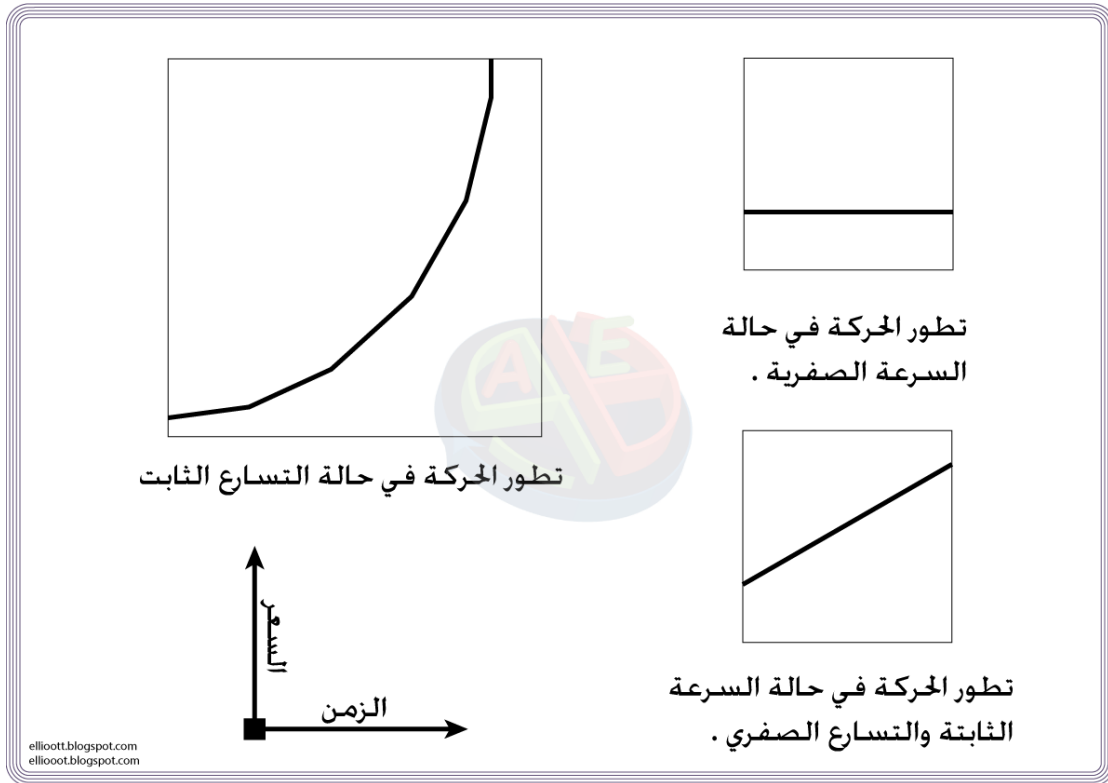 تطور الحركة في حالة
السرعة الصفرية .
تطور الحركة في حالة التسارع الثابت
تطور الحركة في حالة السرعة
الثابتة والتسارع الصفري .
السعر
الزمن
A E
ellioott.blogspot.com
elliooot.blogspot.com